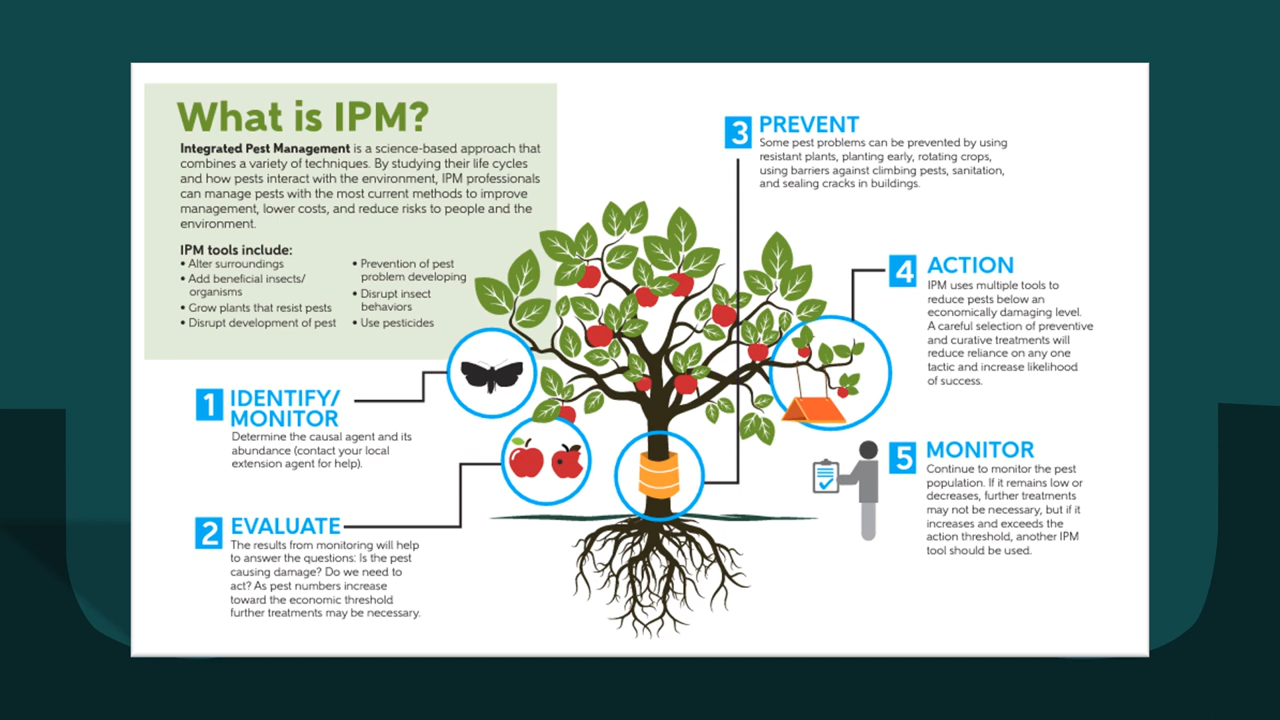 What is IPM?
Integrated Pest Management is a science-based approach that
combines a variety of techniques. By studying their life cycles
and how pests interact with the environment, IPM professionals
can manage pests with the most current methods to improve
management, lower costs, and reduce risks to people and the
environment.
IPM tools include:
• Alter surroundings
• Add beneficial insects/
organisms
• Grow plants that resist pests
• Disrupt development of pest
• Prevention of pest
problem developing
• Disrupt insect
behaviors
• Use pesticides
1 IDENTIFY/
MONITOR
Determine the causal agent and its
abundance (contact your local
extension agent for help).
2 EVALUATE
The results from monitoring will help
to answer the questions: Is the pest
causing damage? Do we need to
act? As pest numbers increase
toward the economic threshold
further treatments may be necessary.
3 PREVENT
Some pest problems can be prevented by using
resistant plants, planting early, rotating crops,
using barriers against climbing pests, sanitation,
and sealing cracks in buildings.
4 ACTION
IPM uses multiple tools to
reduce pests below an
economically damaging level.
A careful selection of preventive
and curative treatments will
reduce reliance on any one
tactic and increase likelihood
of success.
5 MONITOR
Continue to monitor the pest
population. If it remains low or
decreases, further treatments
may not be necessary, but if it
increases and exceeds the
action threshold, another IPM
tool should be used.